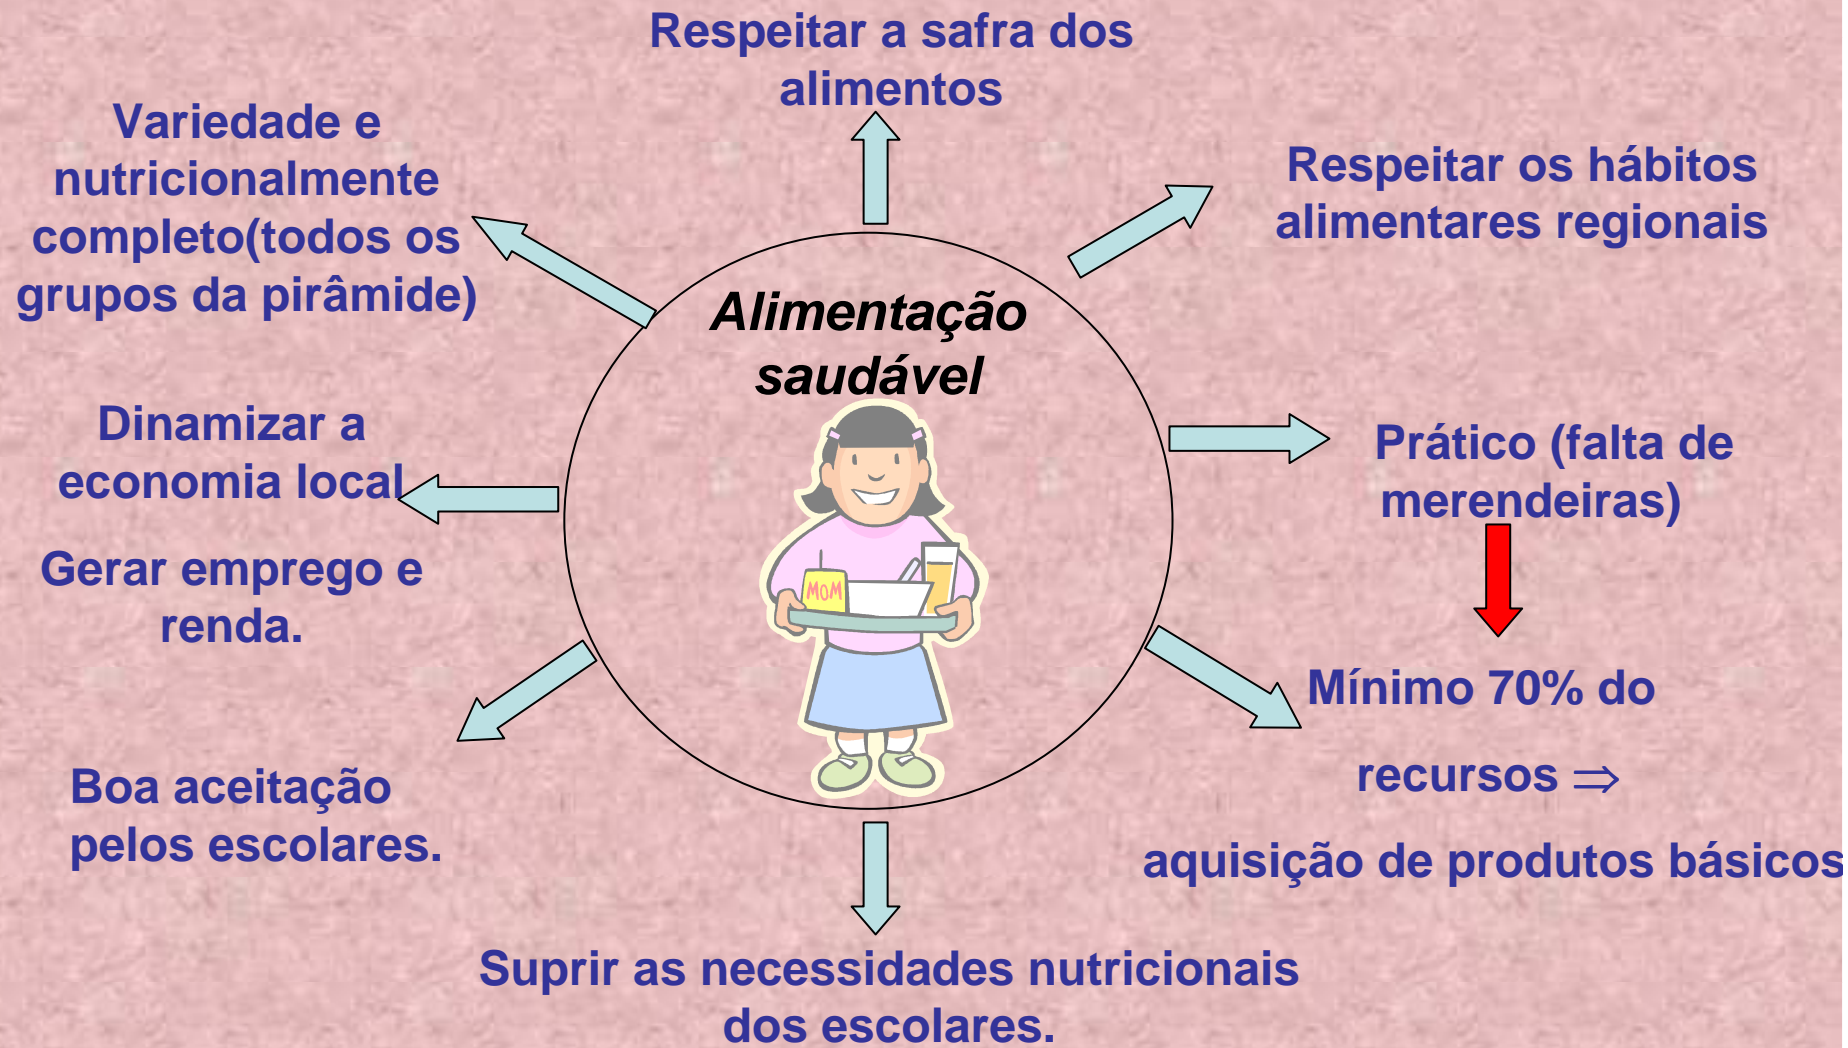 Respeitar a safra dos
alimentos
Variedade e
nutricionalmente
completo(todos os
grupos da pirâmide)
Respeitar os hábitos
alimentares regionais
Alimentação
saudável
Dinamizar a
economia local
Gerar emprego e
renda.
Prático (falta de
merendeiras)
MOM
Mínimo 70% do
recursos ⇒
aquisição de produtos básicos
Boa aceitação
pelos escolares.
Suprir as necessidades nutricionais
dos escolares.